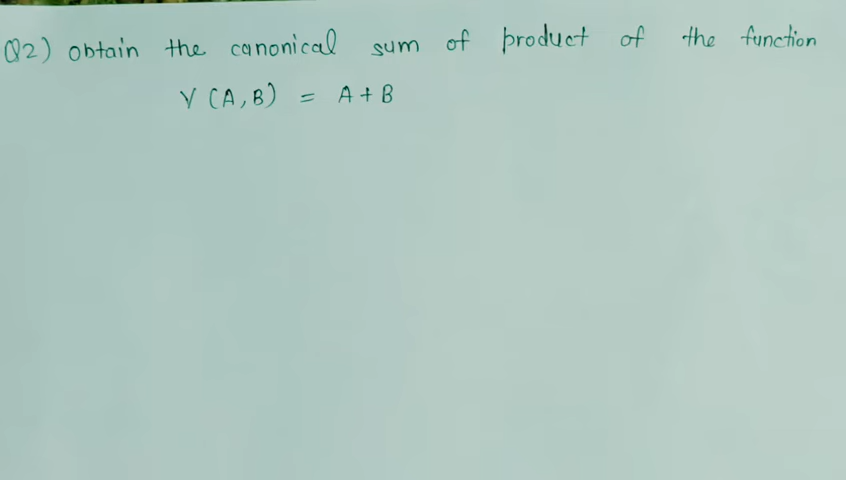 Q2) obtain the canonical sum of product of the function
Y (A, B) = A + B